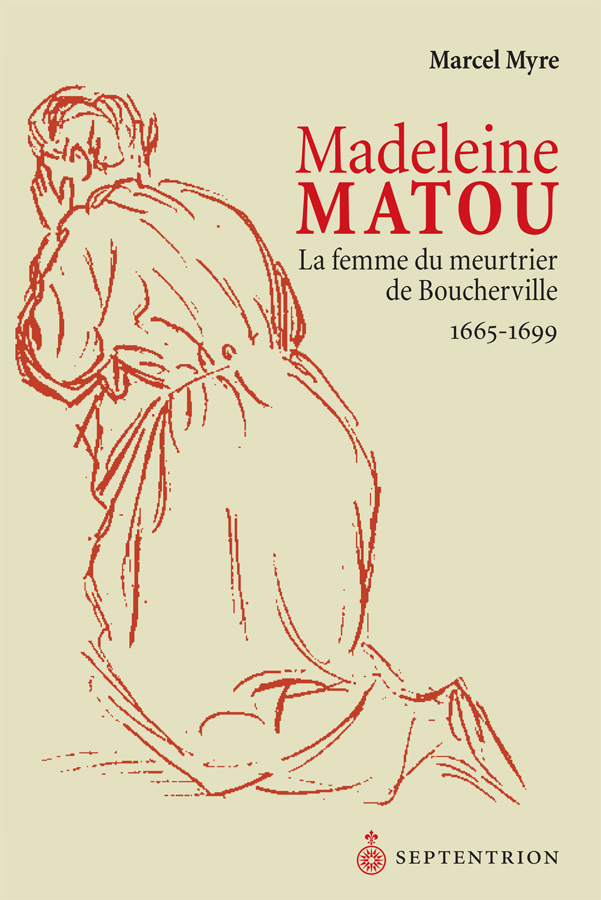 Marcel Myre
Madeleine
MATOU
La femme du meurtrier
de Boucherville
1665-1699
SEPTENTRION